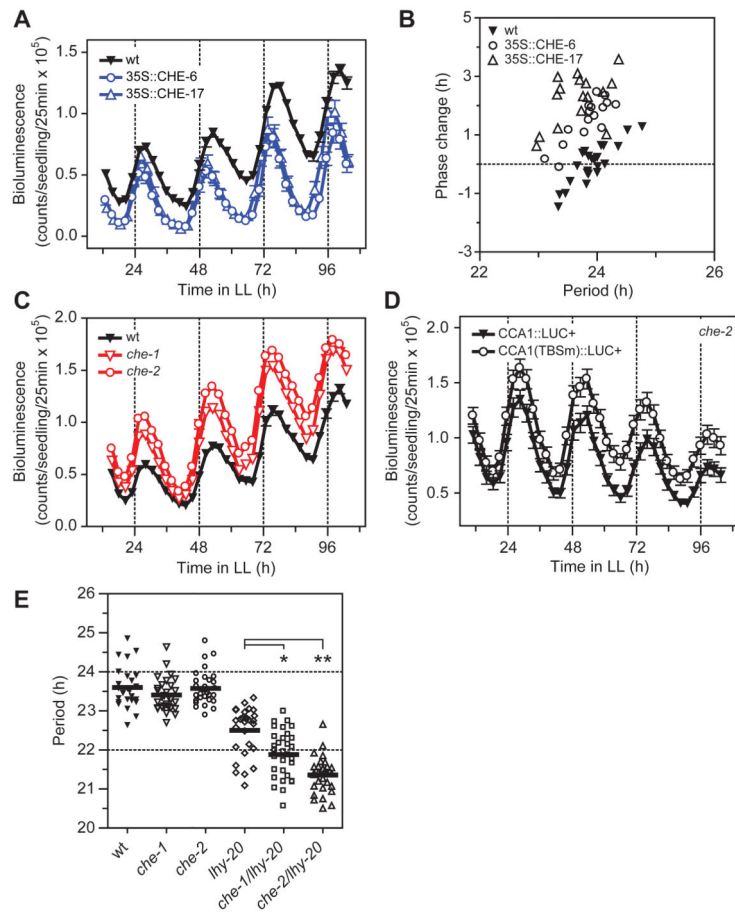 A
Bioluminescence
(counts/seedling/25min x 10⁵)
1.5
1.0
0.5
0.0
wt
35S::CHE-6
35S::CHE-17
24 48 72 96
Time in LL (h)
B
Phase change (h)
5
3
1
-1
-3
wt
35S::CHE-6
35S::CHE-17
22 24 26
Period (h)
C
Bioluminescence
(counts/seedling/25min x 10⁵)
2.0
1.5
1.0
0.5
0.0
wt
che-1
che-2
24 48 72 96
Time in LL (h)
D
Bioluminescence
(counts/seedling/25min x 10⁵)
2.0
1.5
1.0
0.5
CCA1::LUC+
CCA1(TBSm)::LUC+
che-2
24 48 72 96
Time in LL (h)
E
Period (h)
26
25
24
23
22
21
20
* **
wt
che-1
che-2
lhy-20
che-1/lhy-20
che-2/lhy-20